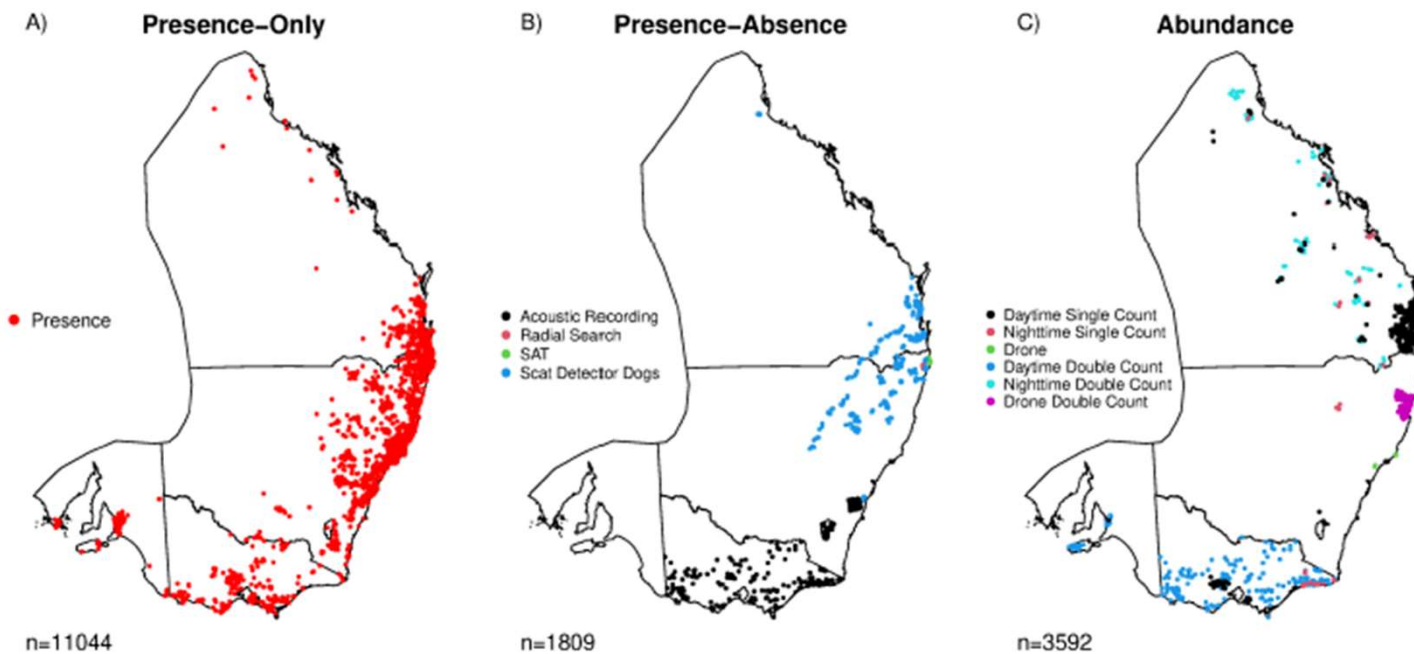 A) Presence-Only
Presence
n=11044
B) Presence-Absence
Acoustic Recording
Radial Search
SAT
Scat Detector Dogs
n=1809
C) Abundance
Daytime Single Count
Nighttime Single Count
Drone
Daytime Double Count
Nighttime Double Count
Drone Double Count
n=3592